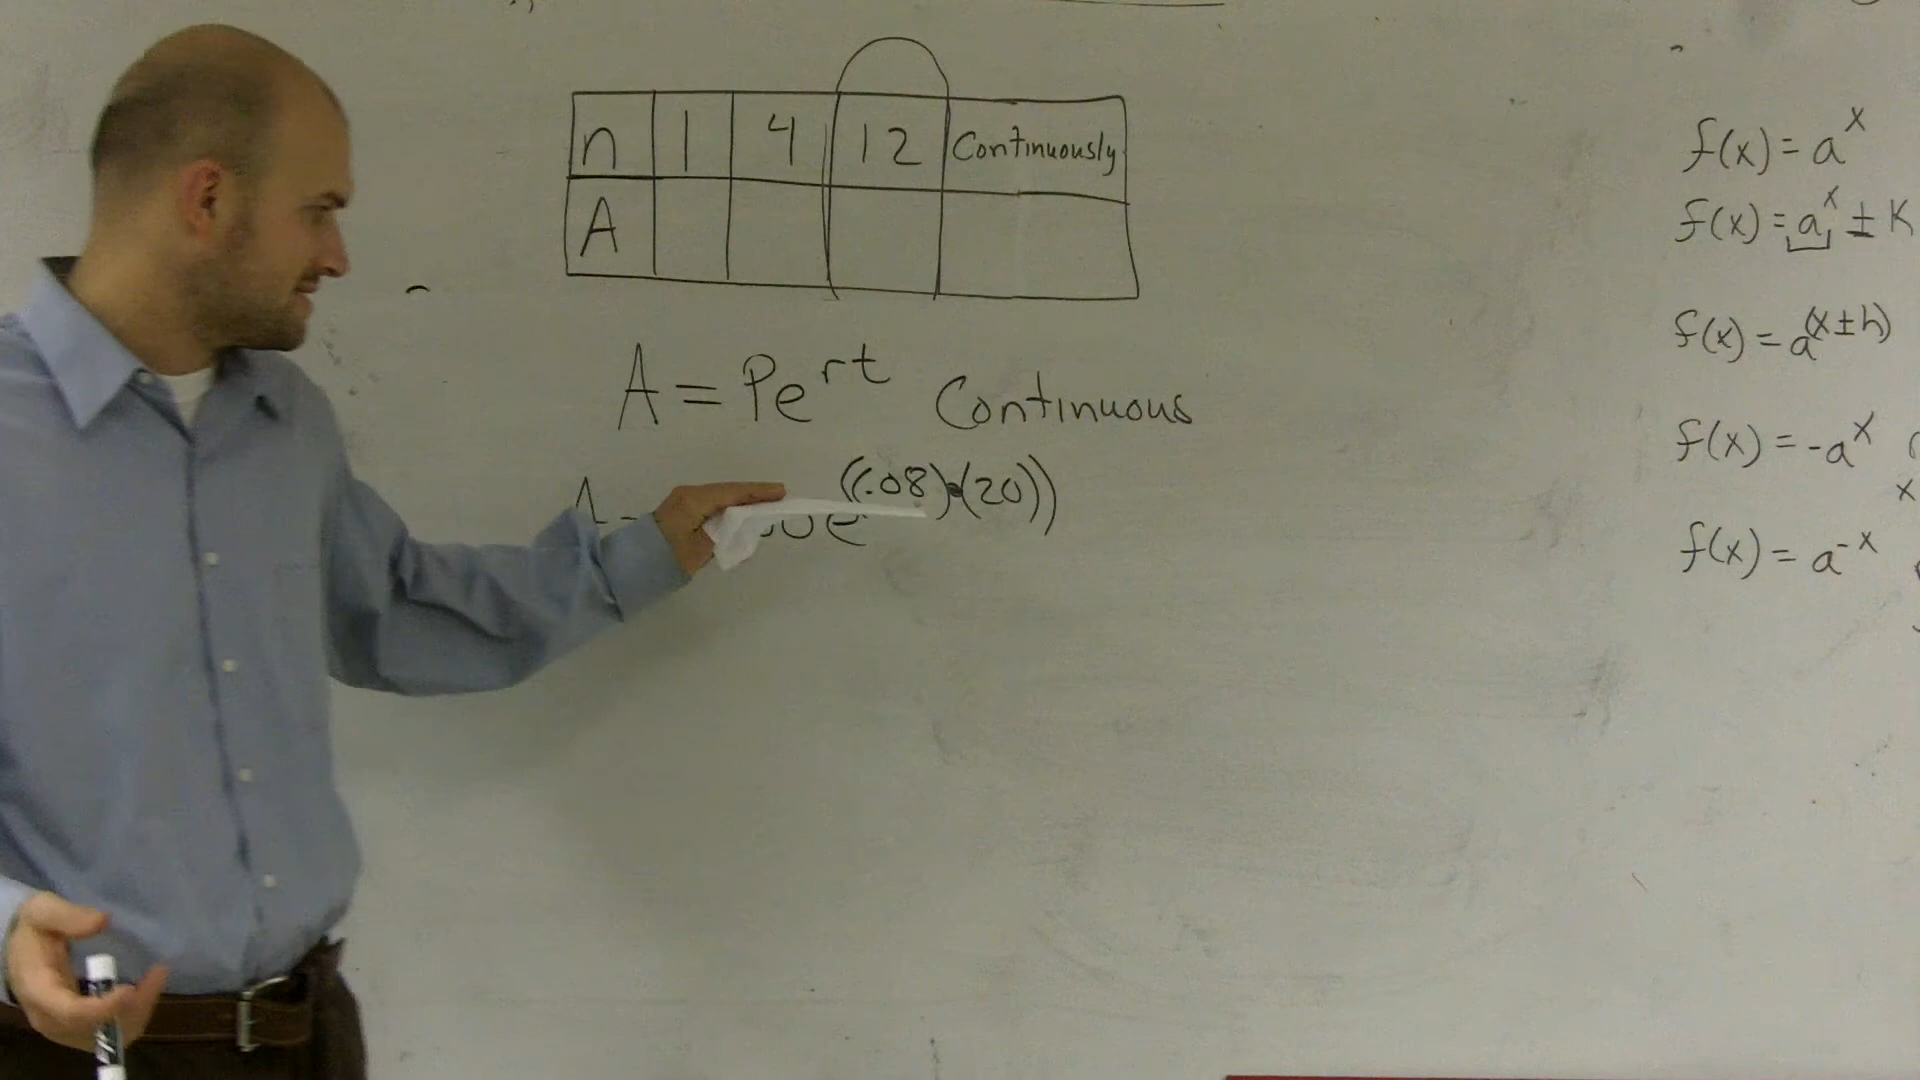 n 1 4 12 Continuously
A
A = Pe^rt Continuous
e^((.08)•(20))
f(x) = a^x
f(x) = a^x ± K
f(x) = a^(x±h)
f(x) = -a^x
x
f(x) = a^-x